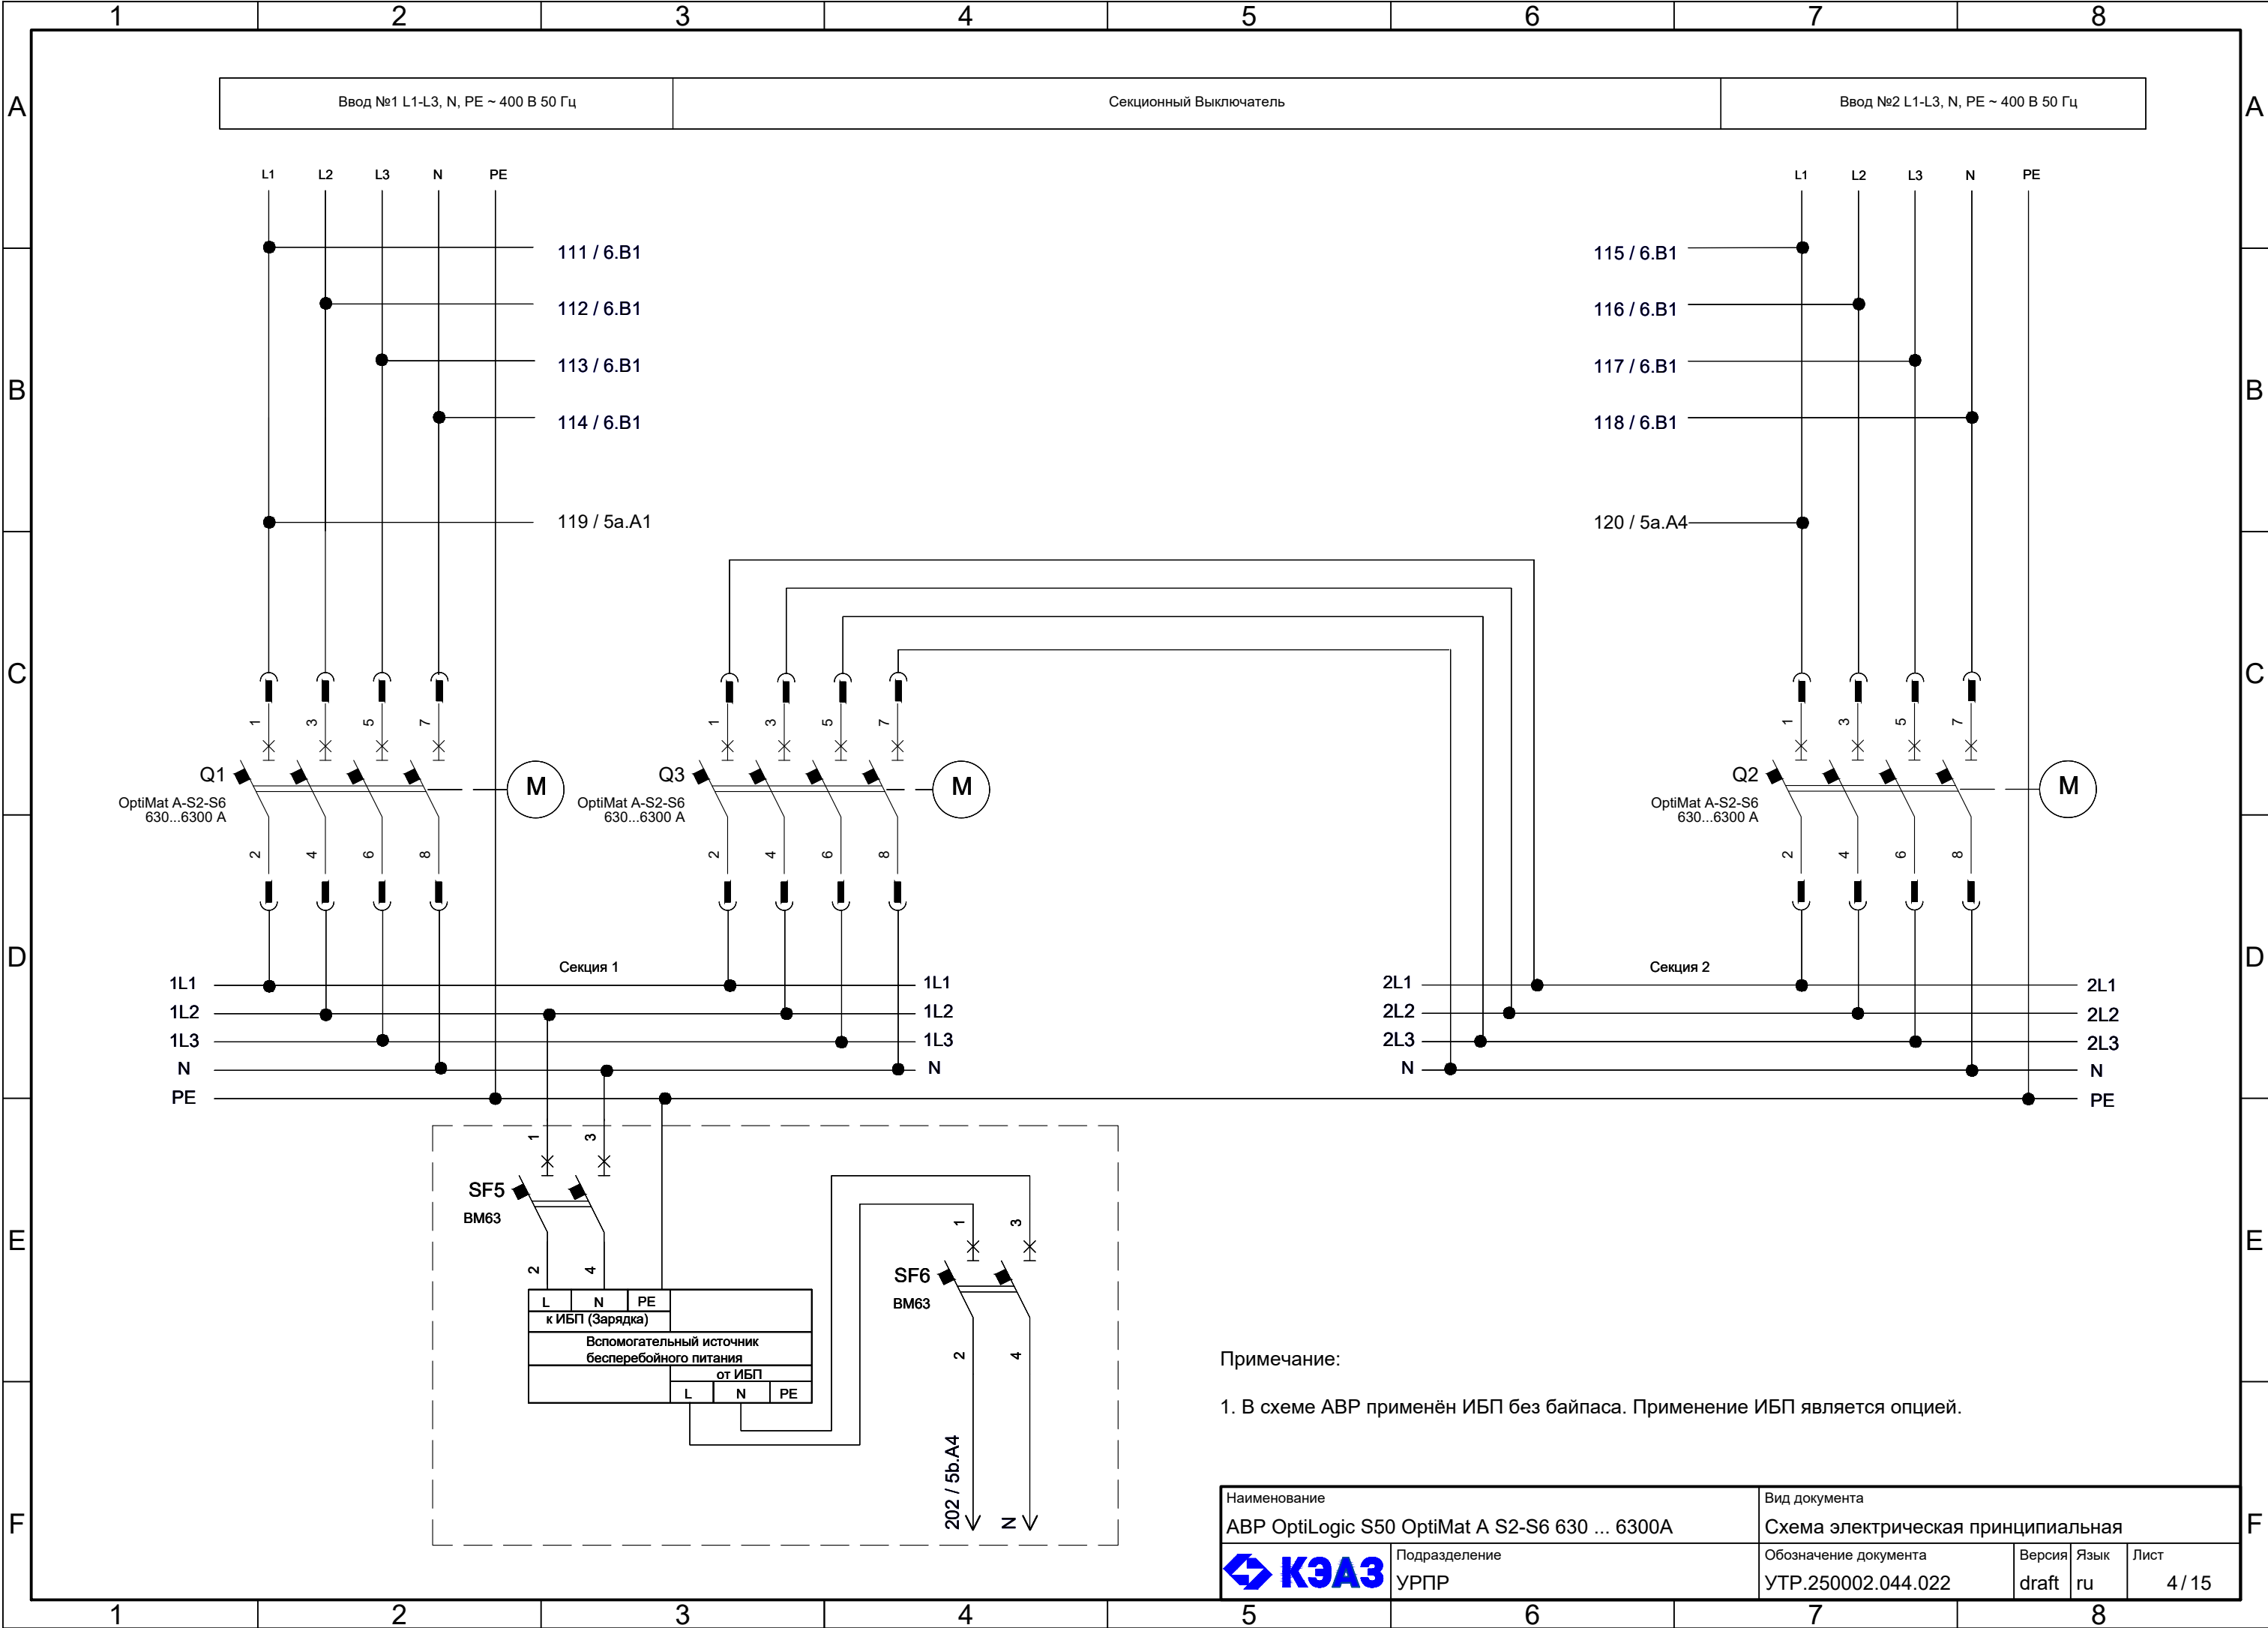 1 2 3 4 5 6 7 8
A A
Ввод №1 L1-L3, N, PE ~ 400 В 50 Гц
Секционный Выключатель
Ввод №2 L1-L3, N, PE ~ 400 В 50 Гц
L1 L2 L3 N PE
L1 L2 L3 N PE
111 / 6.B1
115 / 6.B1
112 / 6.B1
116 / 6.B1
113 / 6.B1
117 / 6.B1
B B
114 / 6.B1
118 / 6.B1
119 / 5a.A1
120 / 5a.A4
C C
1 3 5 7
1 3 5 7
1 3 5 7
Q1
M
OptiMat A-S2-S6
630...6300 A
Q3
M
OptiMat A-S2-S6
630...6300 A
Q2
M
OptiMat A-S2-S6
630...6300 A
2 4 6 8
2 4 6 8
2 4 6 8
D D
Секция 1
Секция 2
1L1 1L1 2L1 2L1
1L2 1L2 2L2 2L2
1L3 1L3 2L3 2L3
N N N N
PE PE
1 3
SF5
BM63
2 4
E E
1 3
SF6
BM63
2 4
L N PE
к ИБП (Зарядка)
Вспомогательный источник
бесперебойного питания
от ИБП
L N PE
202 / 5b.A4
N
Примечание:
1. В схеме АВР применён ИБП без байпаса. Применение ИБП является опцией.
F F
Наименование
АВР OptiLogic S50 OptiMat A S2-S6 630 ... 6300А
Вид документа
Схема электрическая принципиальная
КЭАЗ
Подразделение
УРПР
Обозначение документа
УТР.250002.044.022
Версия
draft
Язык
ru
Лист
4 / 15
1 2 3 4 5 6 7 8